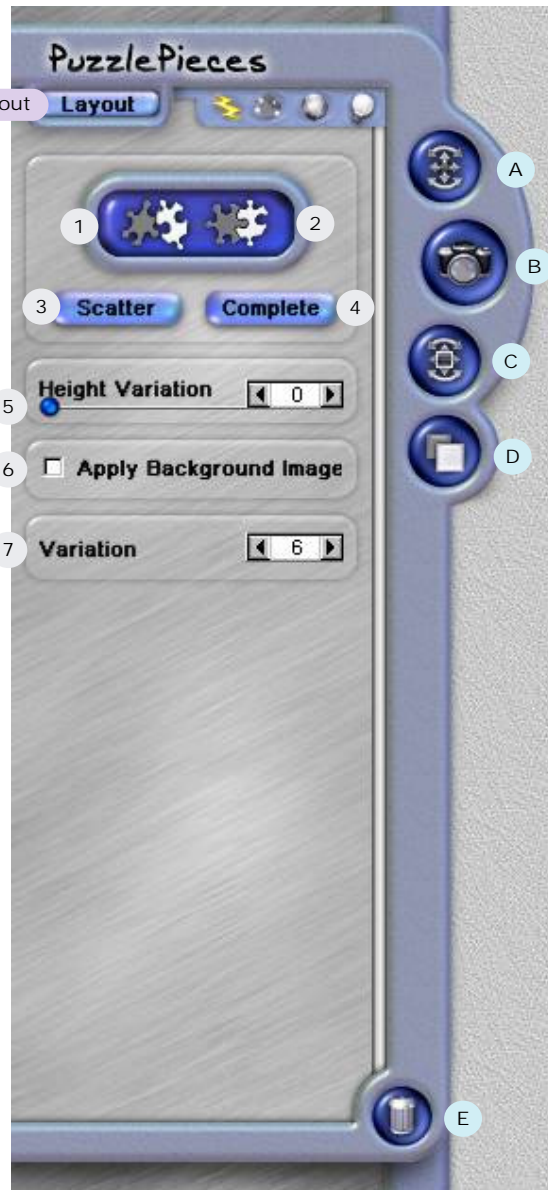 PuzzlePieces
out Layout
A
1 2
B
3 Scatter Complete 4
C
Height Variation 0
5
6 Apply Background Image
D
7 Variation 6
E